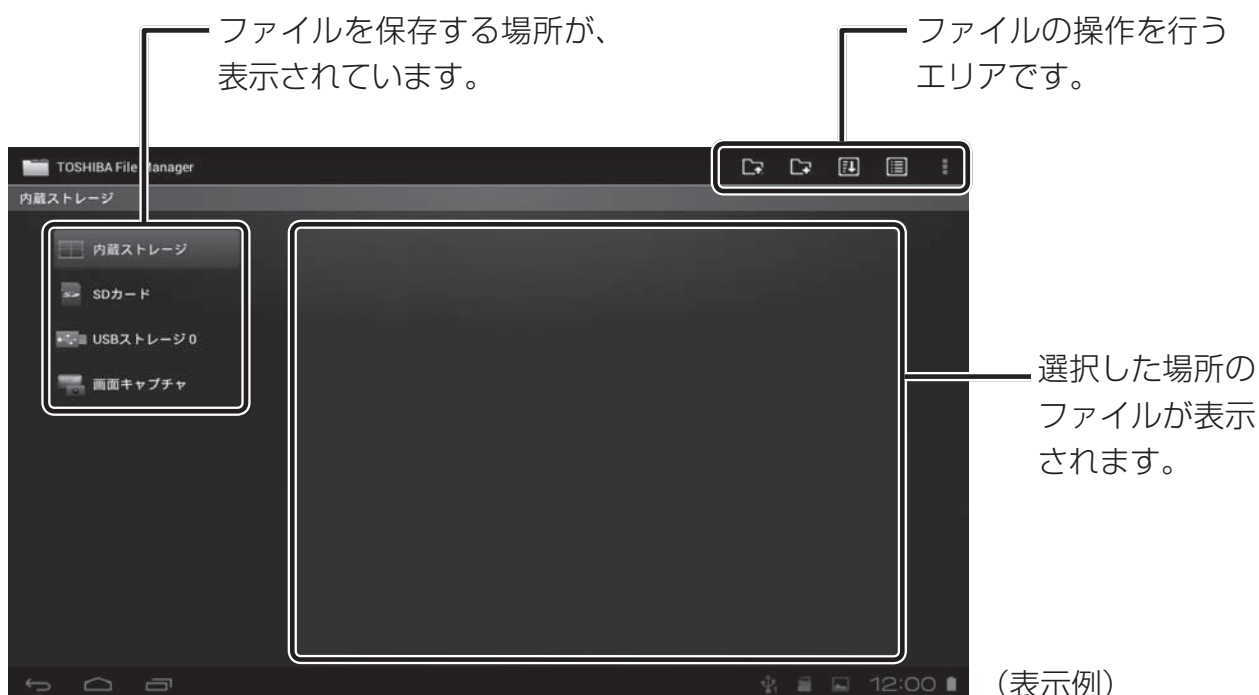 ファイルを保存する場所が、
表示されています。
ファイルの操作を行う
エリアです。
TOSHIBA File Manager
内蔵ストレージ
内蔵ストレージ
SDカード
USBストレージ 0
画面キャプチャ
選択した場所の
ファイルが表示
されます。
12:00
（表示例）